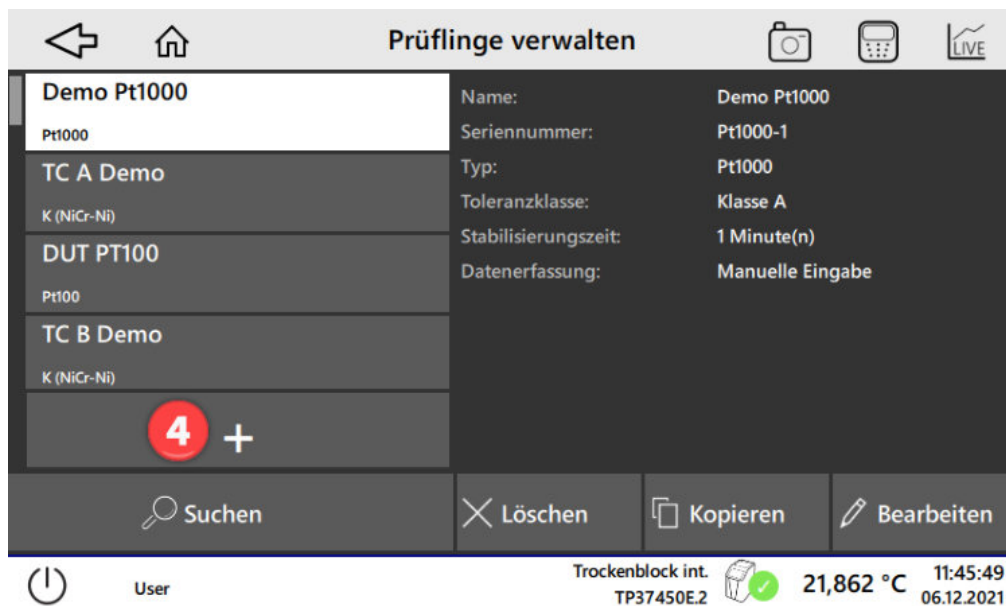 Prüflinge verwalten
LIVE
Demo Pt1000
Pt1000
TC A Demo
K (NiCr-Ni)
DUT PT100
Pt100
TC B Demo
K (NiCr-Ni)
4 +
Name: Demo Pt1000
Seriennummer: Pt1000-1
Typ: Pt1000
Toleranzklasse: Klasse A
Stabilisierungszeit: 1 Minute(n)
Datenerfassung: Manuelle Eingabe
Suchen
Löschen
Kopieren
Bearbeiten
User
Trockenblock int.
TP37450E.2
21,862 °C
11:45:49
06.12.2021